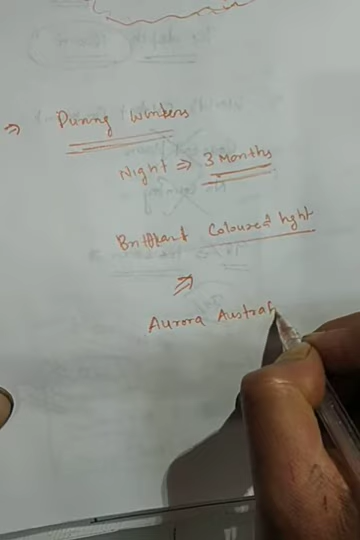 ⇒ During Winters
Night ⇒ 3 Months
Brilliant Coloured light
⇒
Aurora Austral